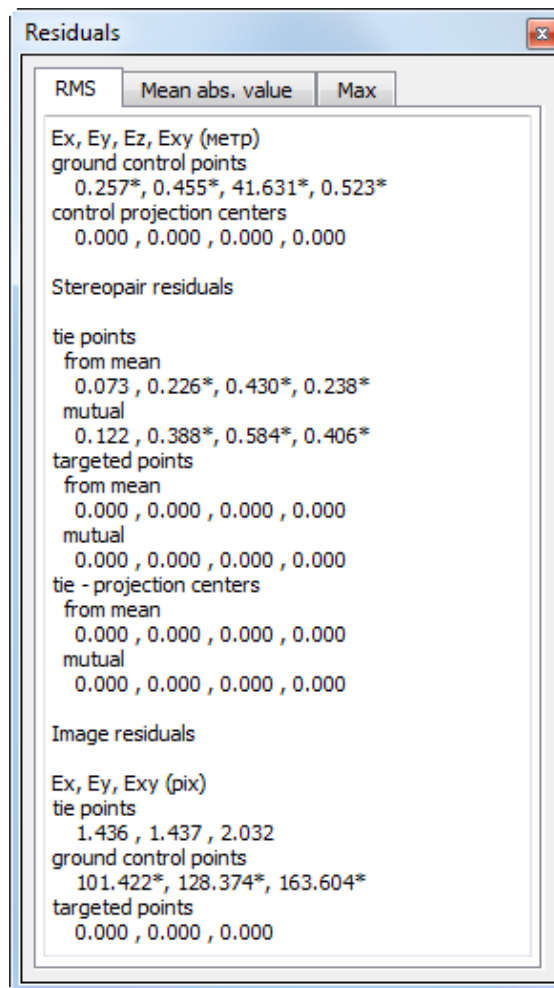 Residuals
RMS Mean abs. value Max
Ex, Ey, Ez, Exy (метр)
ground control points
0.257*, 0.455*, 41.631*, 0.523*
control projection centers
0.000 , 0.000 , 0.000 , 0.000
Stereopair residuals
tie points
from mean
0.073 , 0.226*, 0.430*, 0.238*
mutual
0.122 , 0.388*, 0.584*, 0.406*
targeted points
from mean
0.000 , 0.000 , 0.000 , 0.000
mutual
0.000 , 0.000 , 0.000 , 0.000
tie - projection centers
from mean
0.000 , 0.000 , 0.000 , 0.000
mutual
0.000 , 0.000 , 0.000 , 0.000
Image residuals
Ex, Ey, Exy (pix)
tie points
1.436 , 1.437 , 2.032
ground control points
101.422*, 128.374*, 163.604*
targeted points
0.000 , 0.000 , 0.000